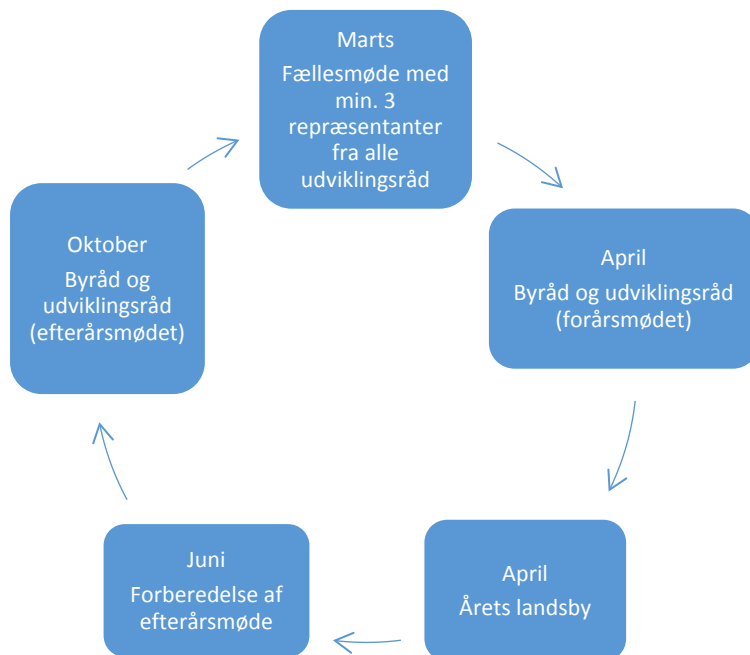 Marts
Fællesmøde med
min. 3
repræsentanter
fra alle
udviklingsråd
April
Byråd og udviklingsråd
(forårsmødet)
April
Årets landsby
Juni
Forberedelse af
efterårsmøde
Oktober
Byråd og
udviklingsråd
(efterårsmødet)